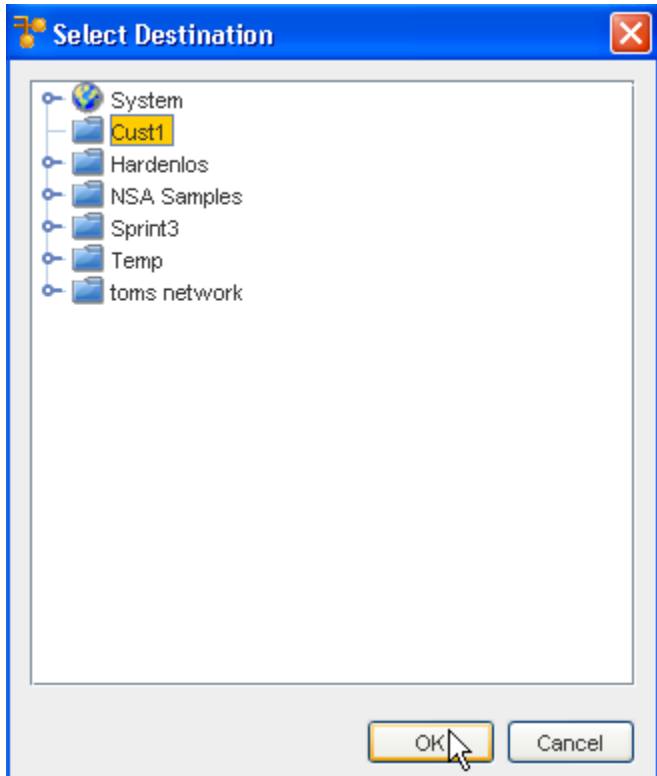 Select Destination
System
Cust1
Hardenlos
NSA Samples
Sprint3
Temp
toms network
OK
Cancel